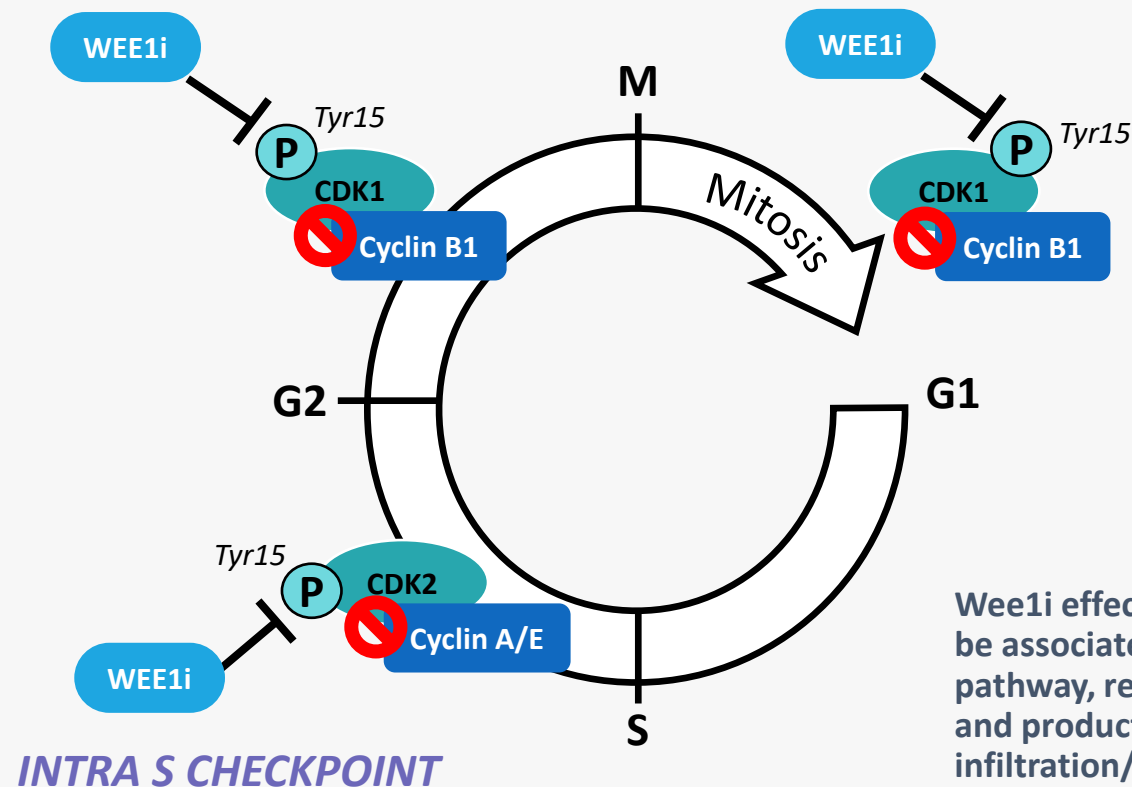 WEE1i
Tyr15
P
CDK1
Cyclin B1
M
Mitosis
WEE1i
Tyr15
P
CDK1
Cyclin B1
G2
G1
Tyr15
P
CDK2
Cyclin A/E
WEE1i
S
INTRA S CHECKPOINT
Wee1i effec
be associate
pathway, re
and product
infiltration/